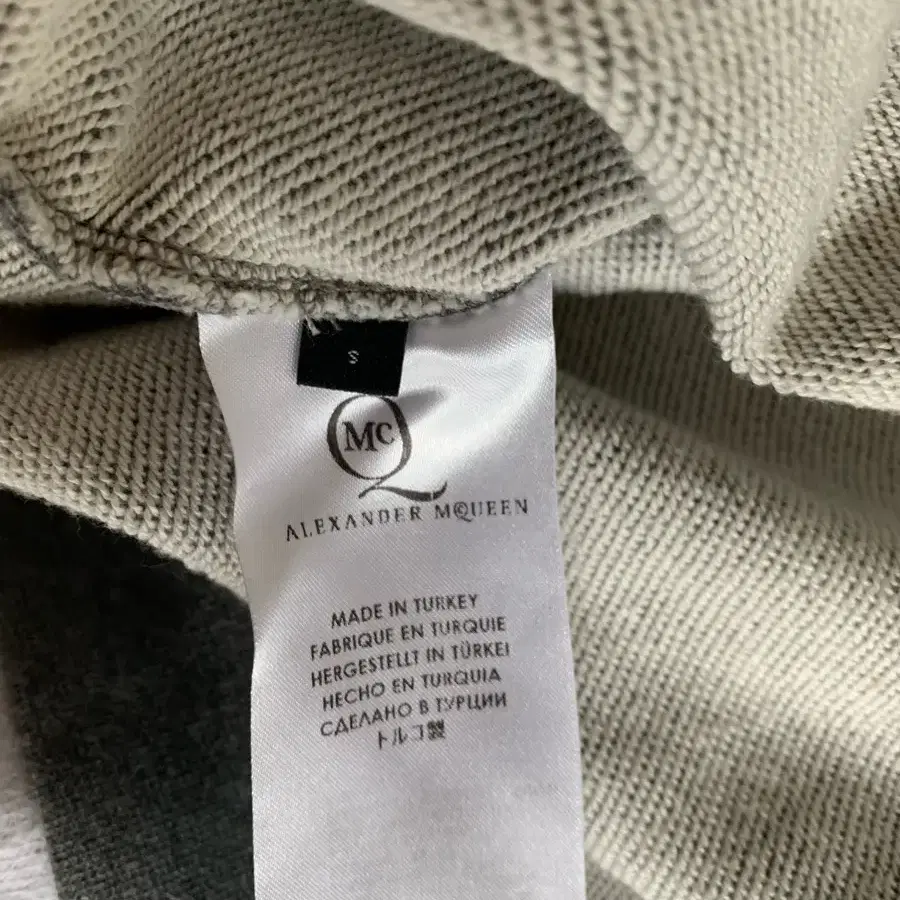 S
McQ
ALEXANDER McQUEEN
MADE IN TURKEY
FABRIQUE EN TURQUIE
HERGESTELLT IN TÜRKEI
HECHO EN TURQUIA
СДЕЛАНО В ТУРЦИИ
トルコ製